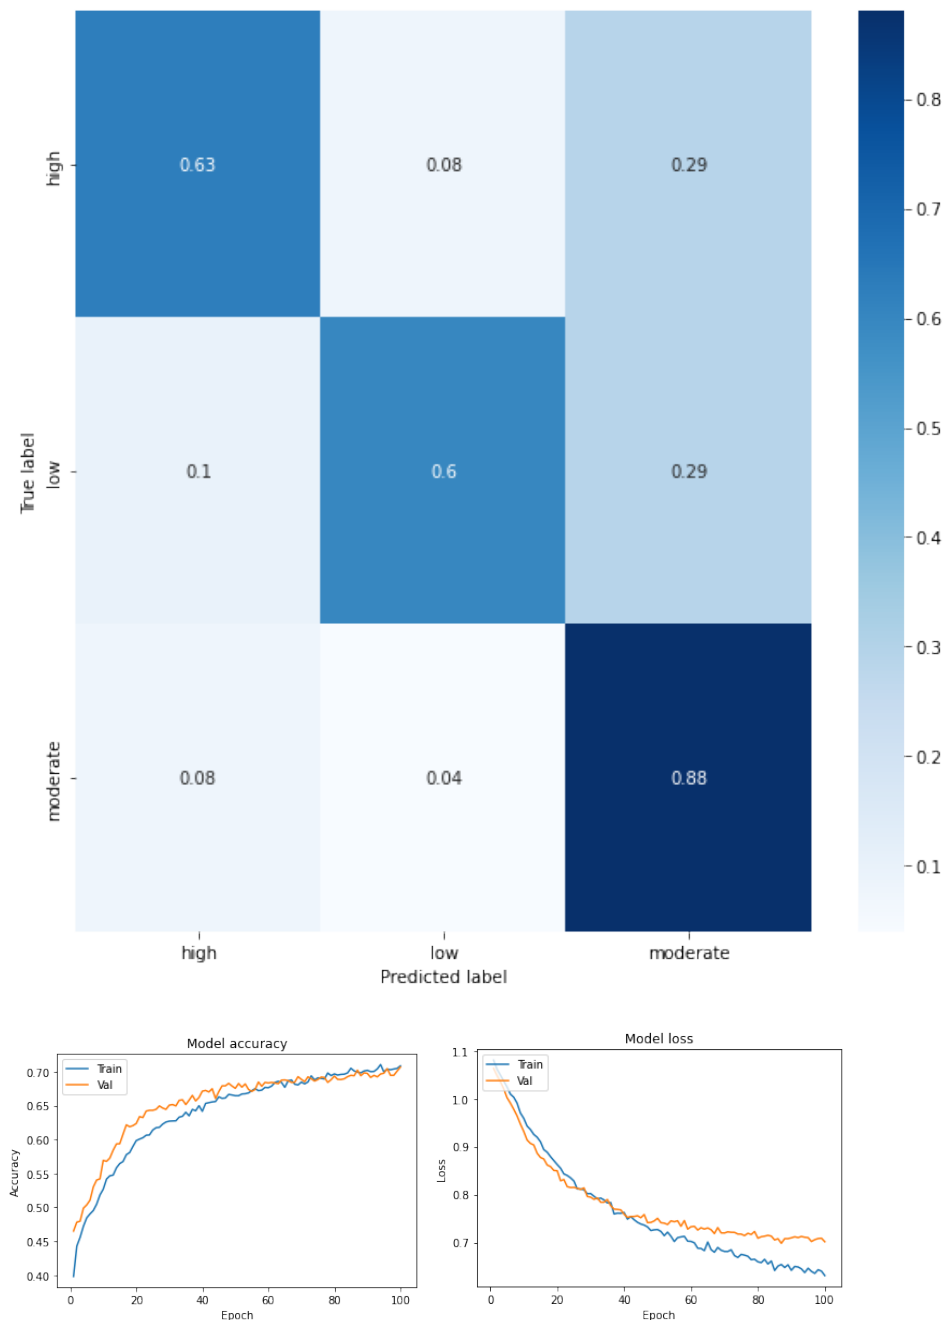 0.63 0.08 0.29
0.1 0.6 0.29
0.08 0.04 0.88
high
low
moderate
True label
high low moderate
Predicted label
0.8
0.7
0.6
0.5
0.4
0.3
0.2
0.1
Model accuracy
Train
Val
0.70
0.65
0.60
0.55
0.50
0.45
0.40
Accuracy
0 20 40 60 80 100
Epoch
Model loss
Train
Val
1.1
1.0
0.9
0.8
0.7
Loss
0 20 40 60 80 100
Epoch